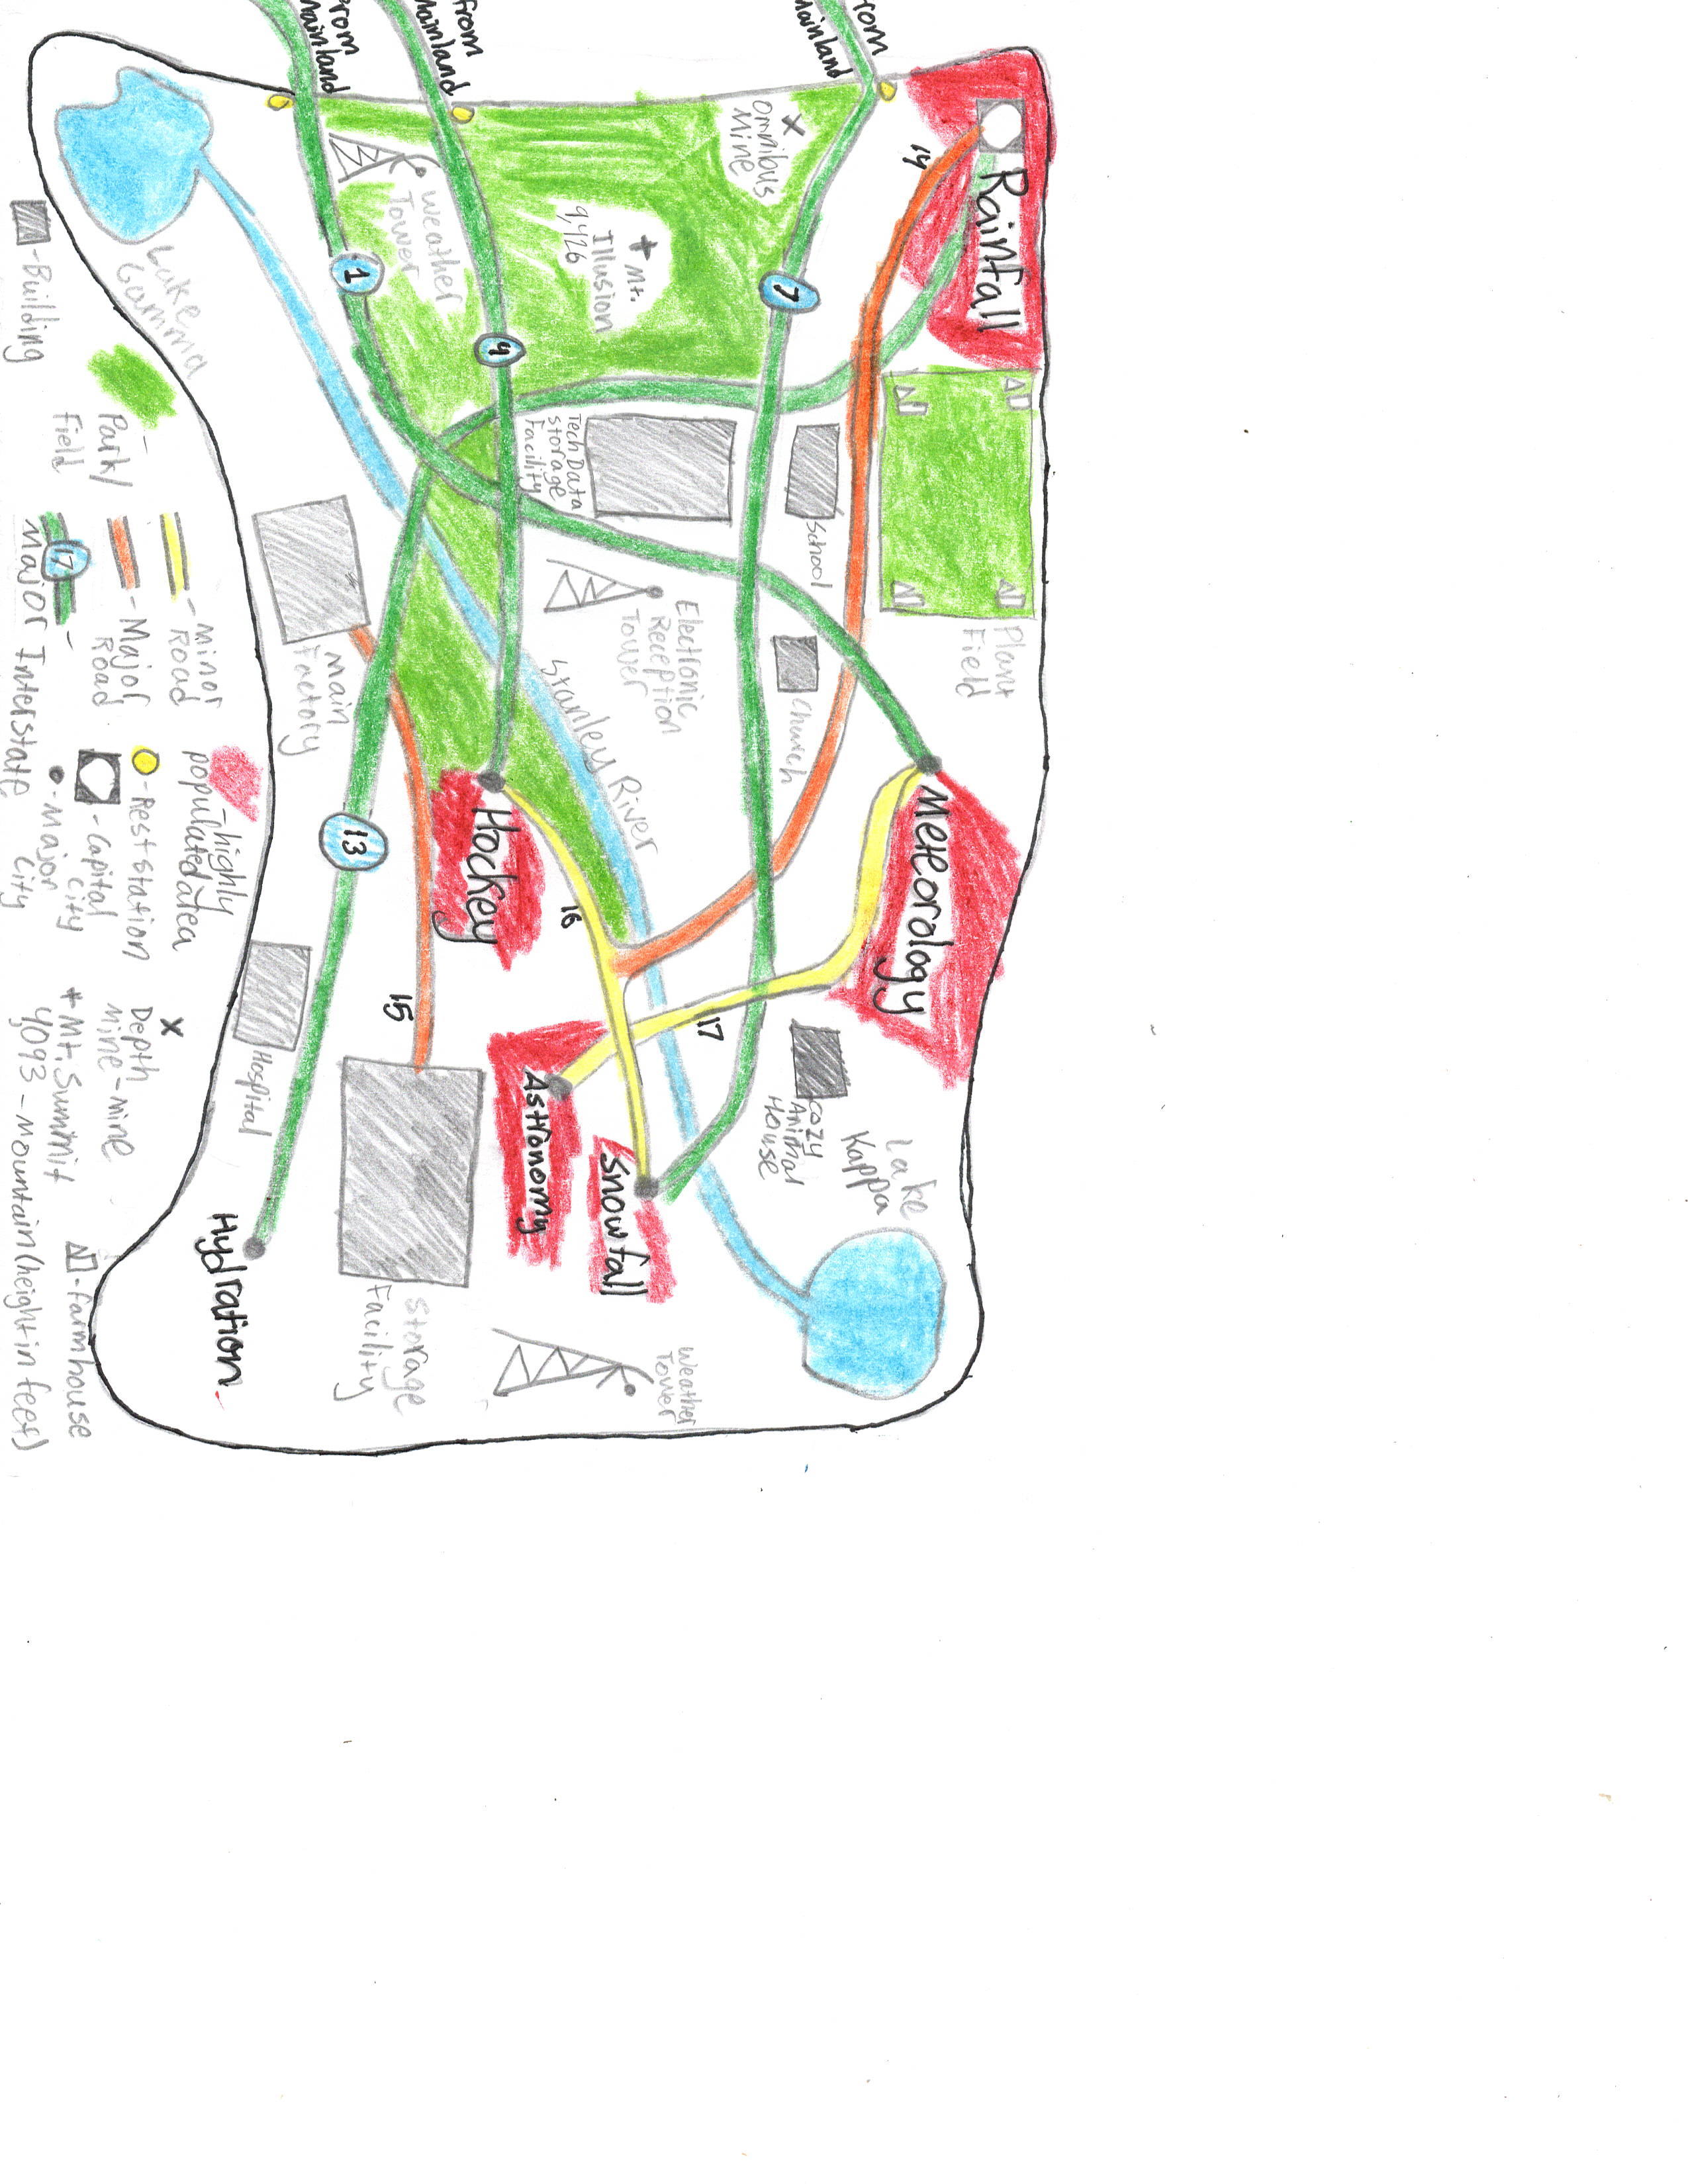 Rainfall
14
Plant
Field
Meteorology
Lake
Kappa
from
Mainland
7
School
Church
Cozy
Animal
House
Omnibus
Mine
Mt.
Illusion
9,426
Electronic
Reception
Tower
17
Stanley River
Snowfall
Weather
Tower
Tech Data
Storage
Facility
16
Astronomy
from
Mainland
9
Hockey
Weather
Tower
15
Storage
Facility
from
Mainland
1
13
Main
Factory
Hospital
Hydration
Lake
Gamma
- Building
- Park/
Field
- Minor
Road
- Major
Road
17
-
Major Interstate
- highly
populated area
- Rest station
- Capital
city
- Major
city
x
Depth
Mine - mine
+ Mt. Summit
4,093 - Mountain (height in feet)
- farmhouse